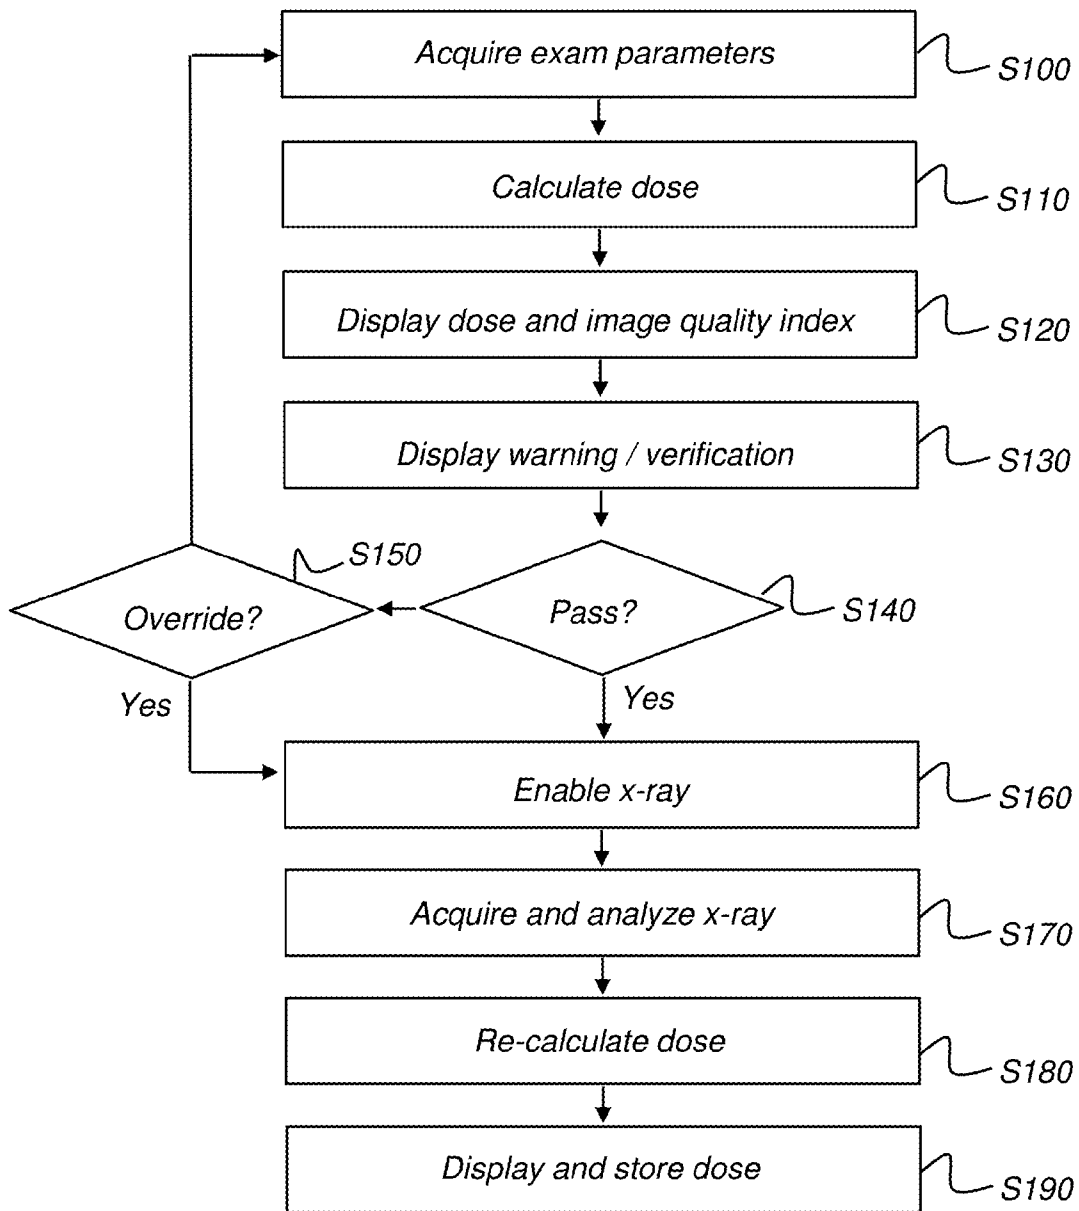 Acquire exam parameters
S100
Calculate dose
S110
Display dose and image quality index
S120
Display warning / verification
S130
S150
Override?
Pass?
S140
Yes
Yes
Enable x-ray
S160
Acquire and analyze x-ray
S170
Re-calculate dose
S180
Display and store dose
S190